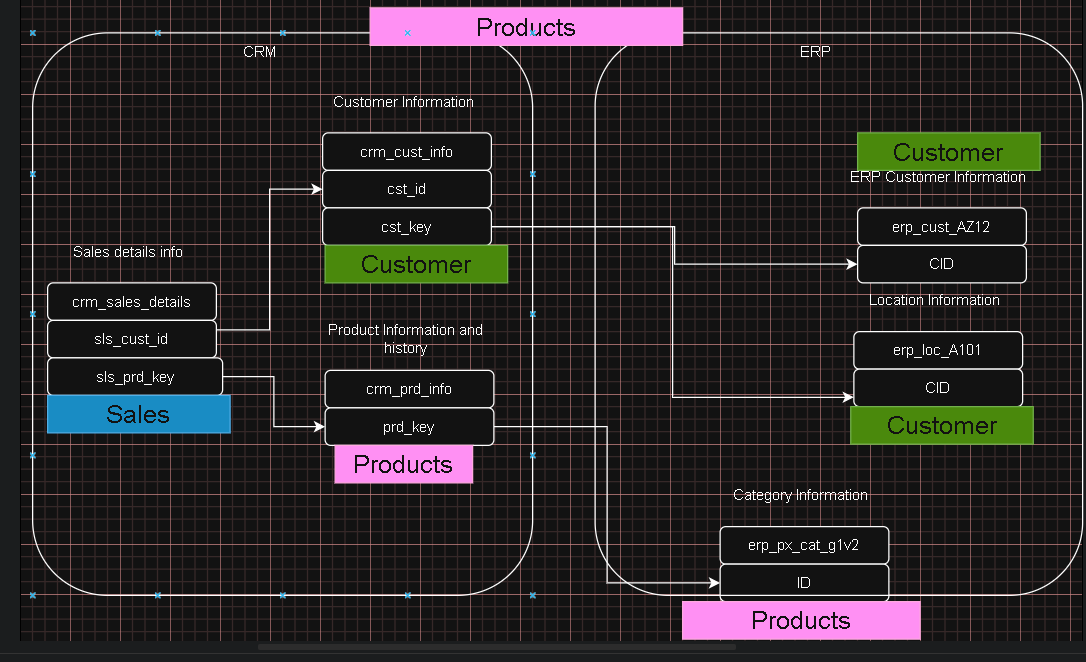 Products
CRM
ERP
Customer Information
crm_cust_info
cst_id
cst_key
Customer
Sales details info
crm_sales_details
sls_cust_id
sls_prd_key
Sales
Product Information and
history
crm_prd_info
prd_key
Products
Customer
ERP Customer Information
erp_cust_AZ12
CID
Location Information
erp_loc_A101
CID
Customer
Category Information
erp_px_cat_g1v2
ID
Products